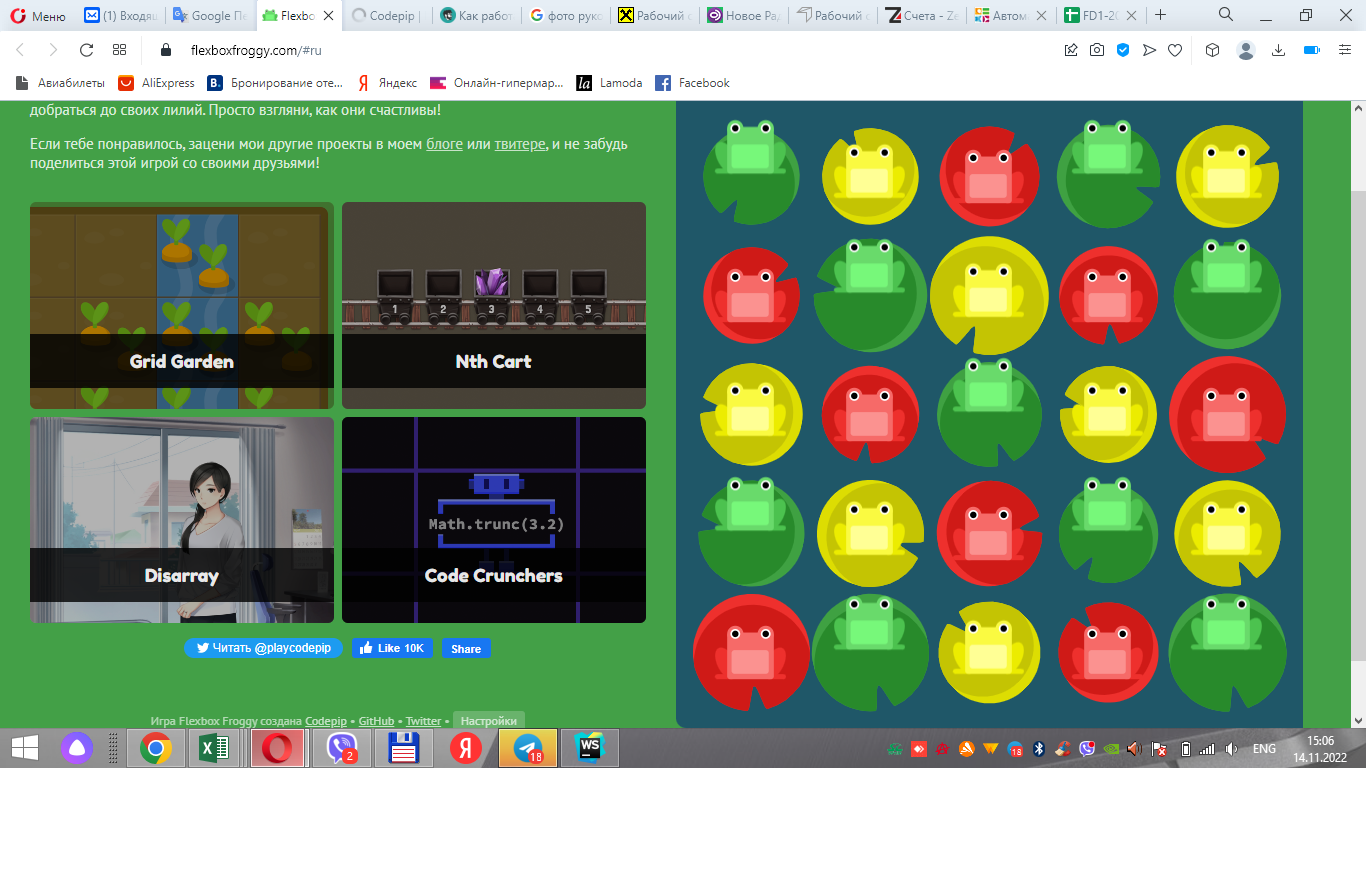 Меню
(1) Входящ
Google Пе
Flexbo
Codepip |
Как работ
фото рук
Рабочий с
Новое Рад
Рабочий с
Счета - Ze
Автом
FD1-20
flexboxfroggy.com/#ru
Авиабилеты
AliExpress
B. Бронирование оте...
Я Яндекс
Онлайн-гипермар...
la Lamoda
Facebook
добраться до своих лилий. Просто взгляни, как они счастливы!
Если тебе понравилось, зацени мои другие проекты в моем блоге или твитере, и не забудь
поделиться этой игрой со своими друзьями!
Grid Garden
1 2 3 4 5
Nth Cart
Disarray
Math.trunc(3.2)
Code Crunchers
Читать @playcodepip
Like 10K
Share
Игра Flexbox Froggy создана Codepip • GitHub • Twitter • Настройки
2
Я
18
WS
18
ENG
15:06
14.11.2022